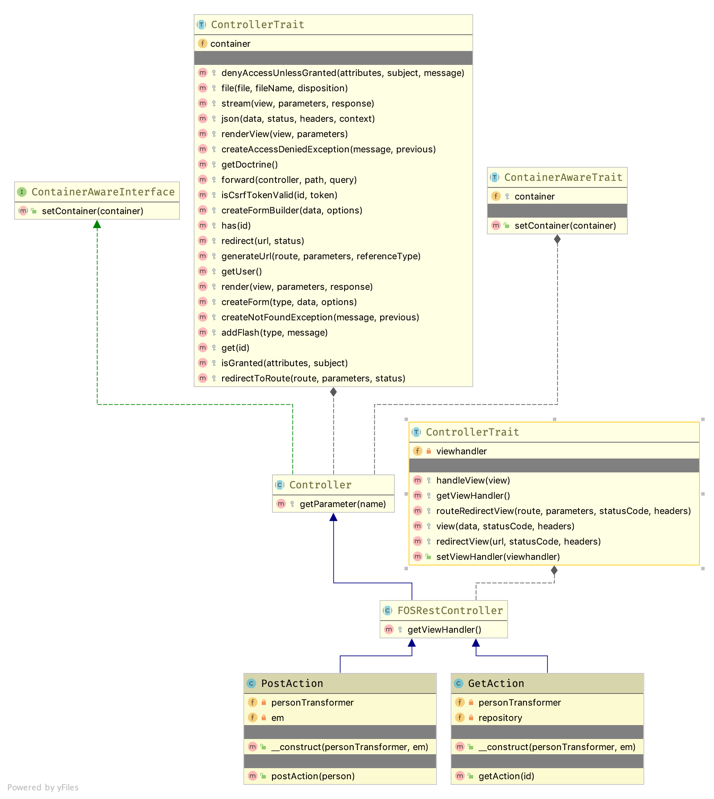 ControllerTrait
container
denyAccessUnlessGranted(attributes, subject, message)
file(file, fileName, disposition)
stream(view, parameters, response)
json(data, status, headers, context)
renderView(view, parameters)
createAccessDeniedException(message, previous)
getDoctrine()
forward(controller, path, query)
isCsrfTokenValid(id, token)
createFormBuilder(data, options)
has(id)
redirect(url, status)
generateUrl(route, parameters, referenceType)
getUser()
render(view, parameters, response)
createForm(type, data, options)
createNotFoundException(message, previous)
addFlash(type, message)
get(id)
isGranted(attributes, subject)
redirectToRoute(route, parameters, status)
ContainerAwareInterface
setContainer(container)
ContainerAwareTrait
container
setContainer(container)
Controller
getParameter(name)
ControllerTrait
viewhandler
handleView(view)
getViewHandler()
routeRedirectView(route, parameters, statusCode, headers)
view(data, statusCode, headers)
redirectView(url, statusCode, headers)
setViewHandler(viewhandler)
FOSRestController
getViewHandler()
PostAction
personTransformer
em
__construct(personTransformer, em)
postAction(person)
GetAction
personTransformer
repository
__construct(personTransformer, em)
getAction(id)
Powered by yFiles